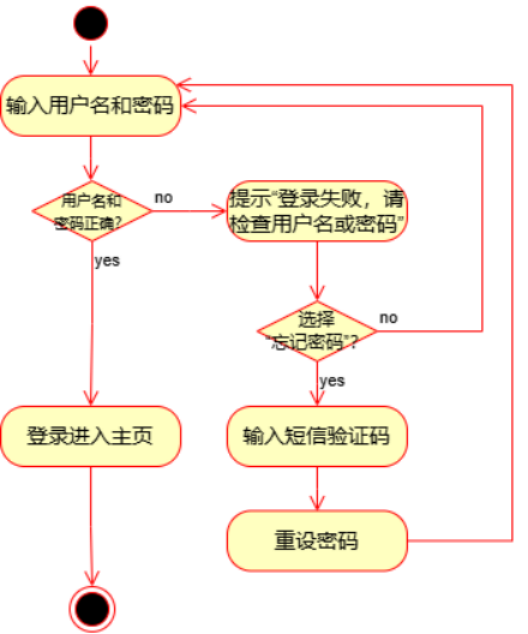 输入用户名和密码
用户名和
密码正确?
no
提示“登录失败，请
检查用户名或密码”
yes
选择
“忘记密码”?
no
yes
登录进入主页
输入短信验证码
重设密码